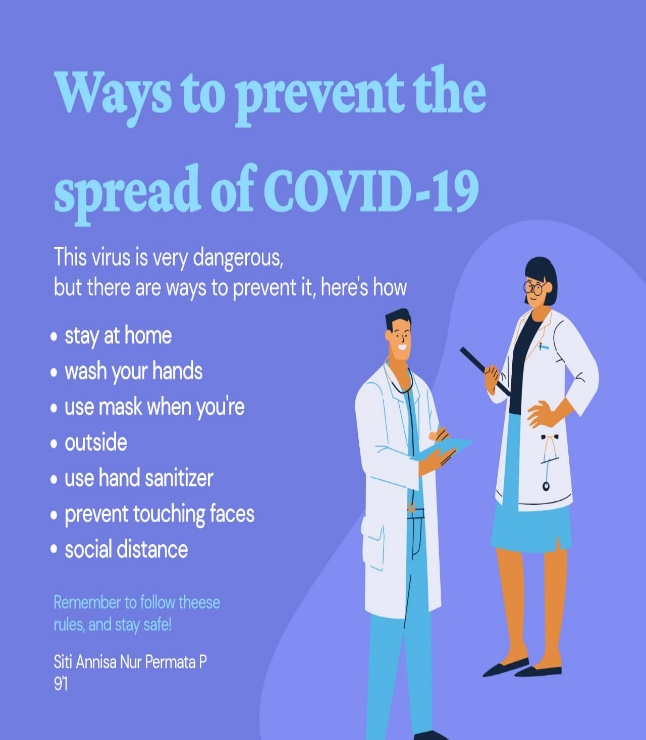 Ways to prevent the
spread of COVID-19
This virus is very dangerous,
but there are ways to prevent it, here's how
• stay at home
• wash your hands
• use mask when you're
• outside
• use hand sanitizer
• prevent touching faces
• social distance
Remember to follow theese
rules, and stay safe!
Siti Annisa Nur Permata P
9'1